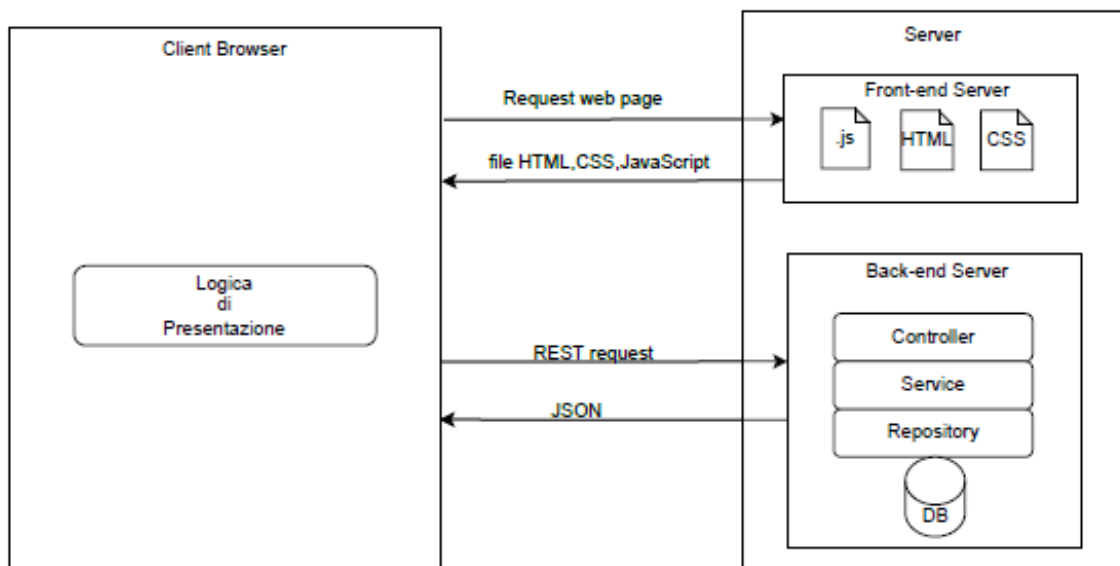 Client Browser
Server
Request web page
Front-end Server
.js
HTML
CSS
file HTML,CSS,JavaScript
Logica
di
Presentazione
Back-end Server
Controller
REST request
Service
JSON
Repository
DB